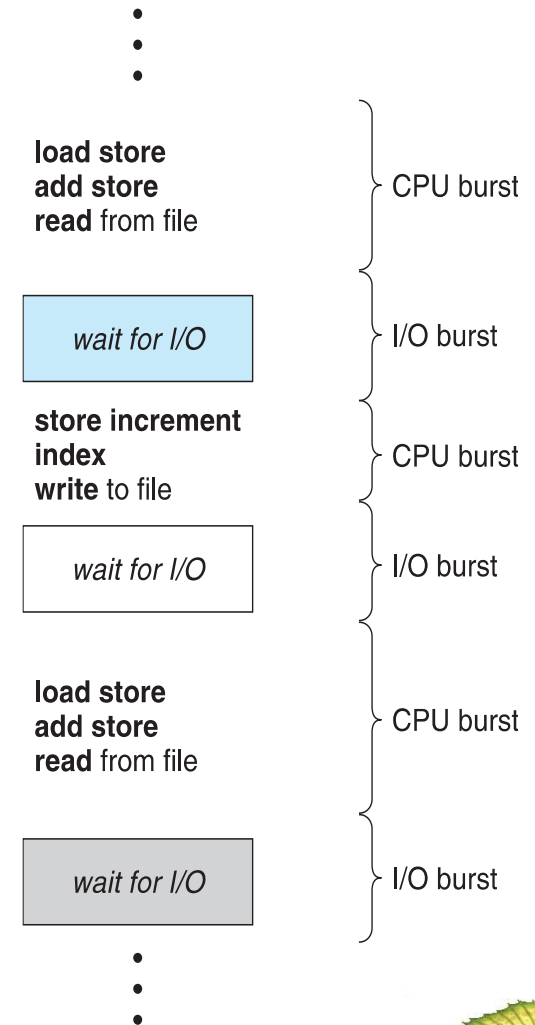 load store
add store
read from file
CPU burst
wait for I/O
I/O burst
store increment
index
write to file
CPU burst
wait for I/O
I/O burst
load store
add store
read from file
CPU burst
wait for I/O
I/O burst